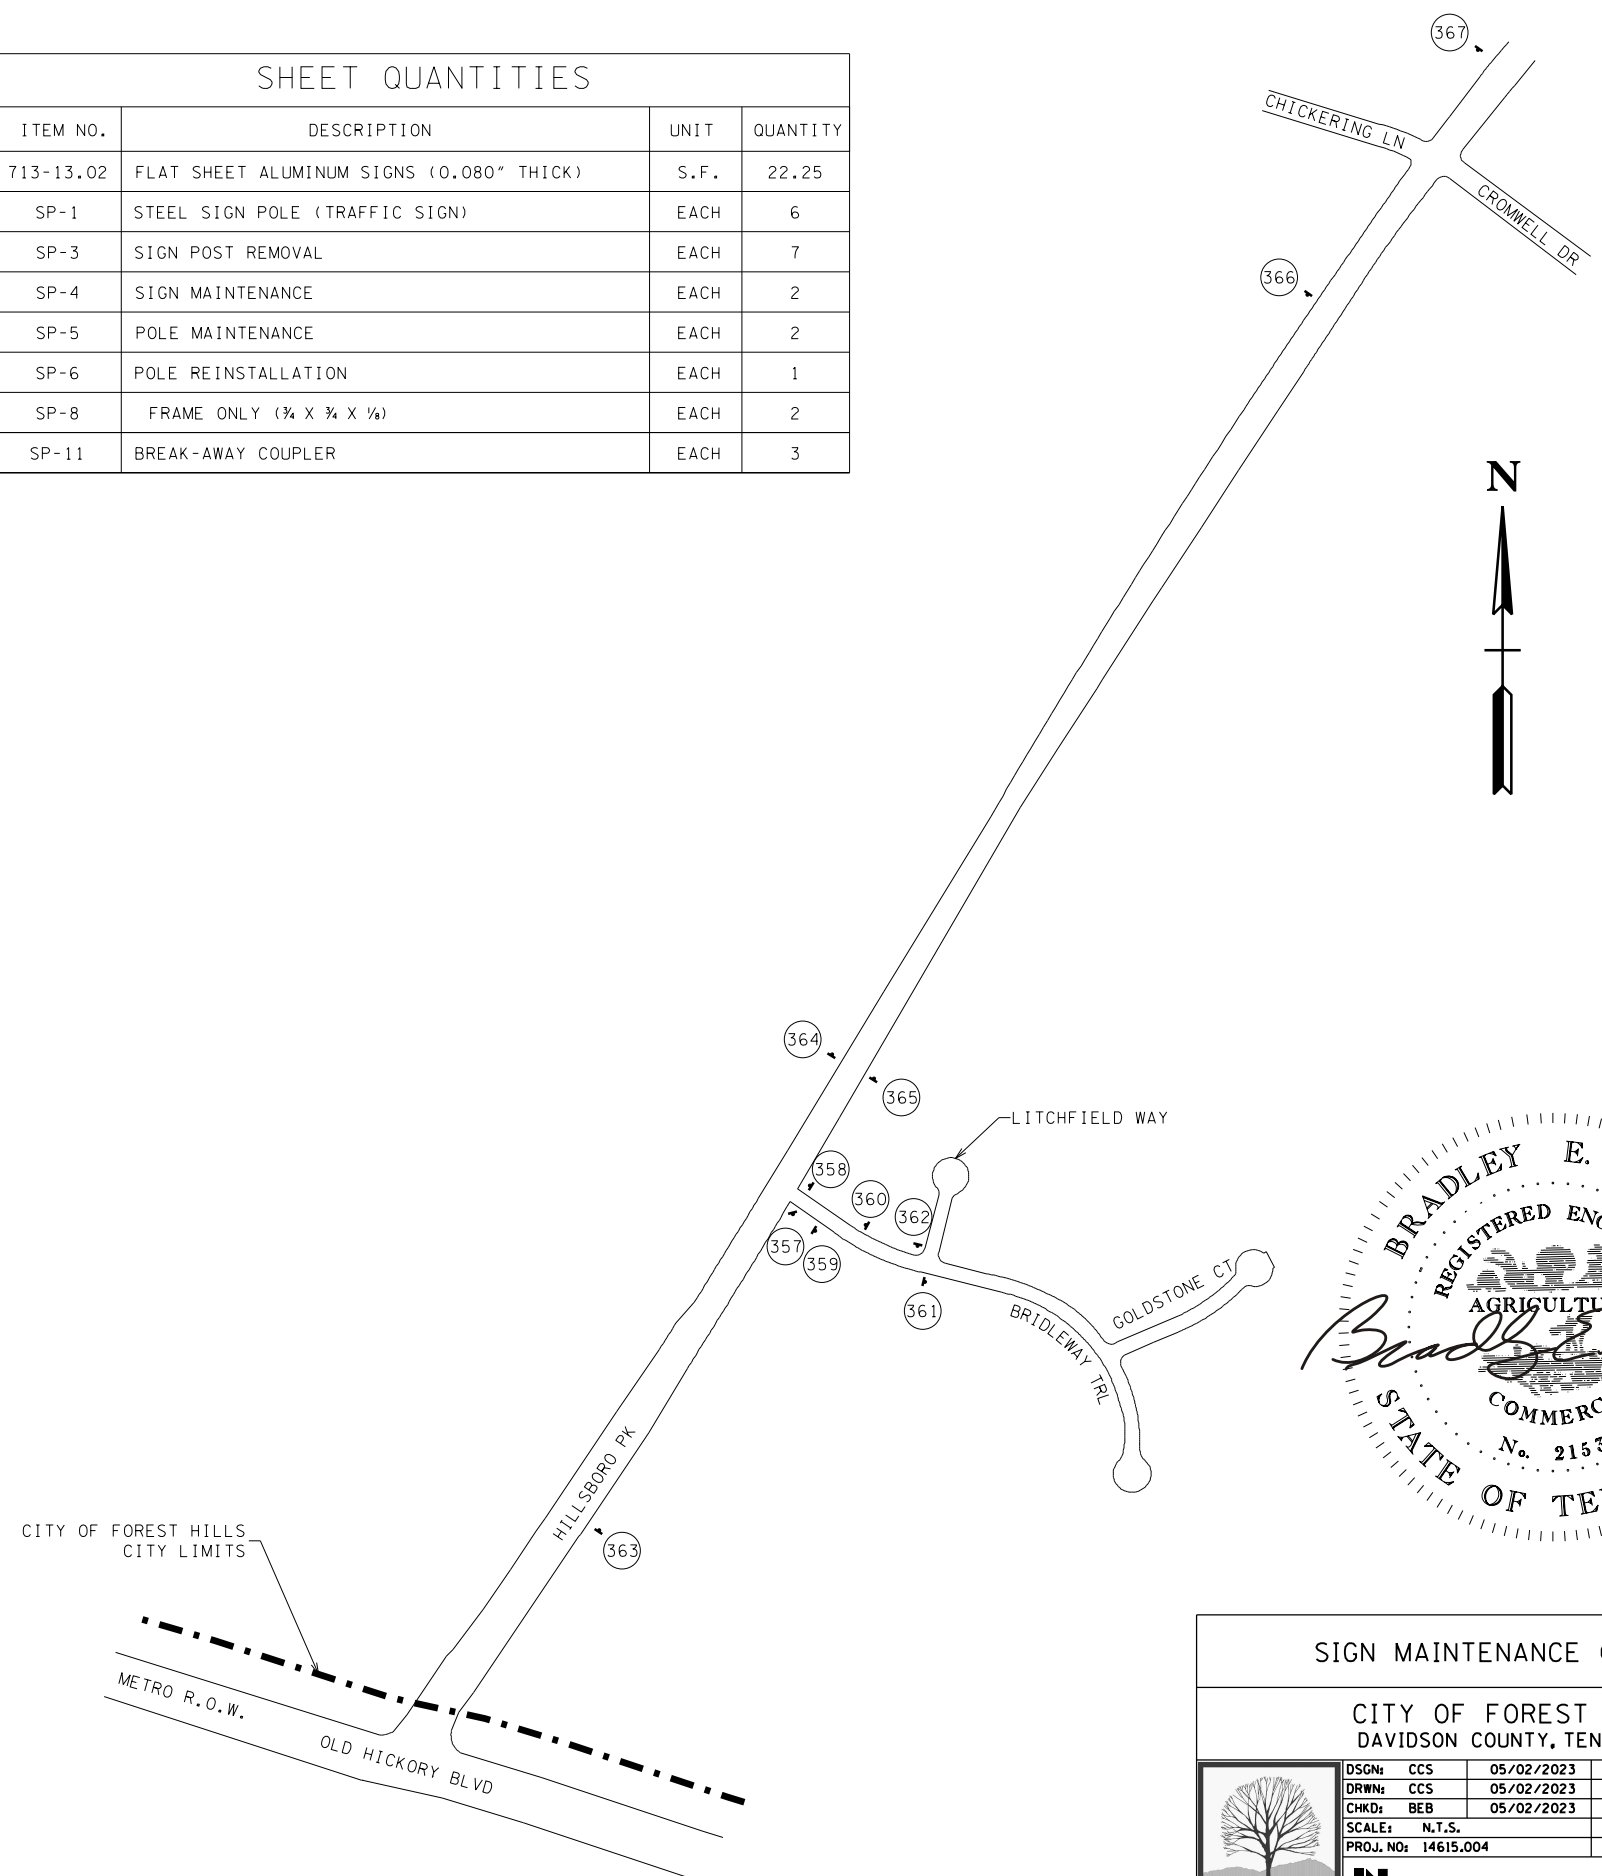 SHEET QUANTITIES
ITEM NO. DESCRIPTION UNIT QUANTITY
713-13.02 FLAT SHEET ALUMINUM SIGNS (0.080" THICK) S.F. 22.25
SP-1 STEEL SIGN POLE (TRAFFIC SIGN) EACH 6
SP-3 SIGN POST REMOVAL EACH 7
SP-4 SIGN MAINTENANCE EACH 2
SP-5 POLE MAINTENANCE EACH 2
SP-6 POLE REINSTALLATION EACH 1
SP-8 FRAME ONLY (¾ X ¾ X ⅛) EACH 2
SP-11 BREAK-AWAY COUPLER EACH 3
367
CHICKERING LN
CROMWELL DR
366
N
364
365
LITCHFIELD WAY
358
360
362
357
359
361
GOLDSTONE CT
BRIDLEWAY TRL
HILLSBORO PK
363
CITY OF FOREST HILLS
CITY LIMITS
METRO R.O.W.
OLD HICKORY BLVD
BRADLEY E.
REGISTERED
AGRICULTU
COMMERC
No. 2153
STATE OF TE
SIGN MAINTENANCE
CITY OF FOREST
DAVIDSON COUNTY, TEN
DSGN: CCS 05/02/2023
DRWN: CCS 05/02/2023
CHKD: BEB 05/02/2023
SCALE: N.T.S.
PROJ. NO: 14615.004